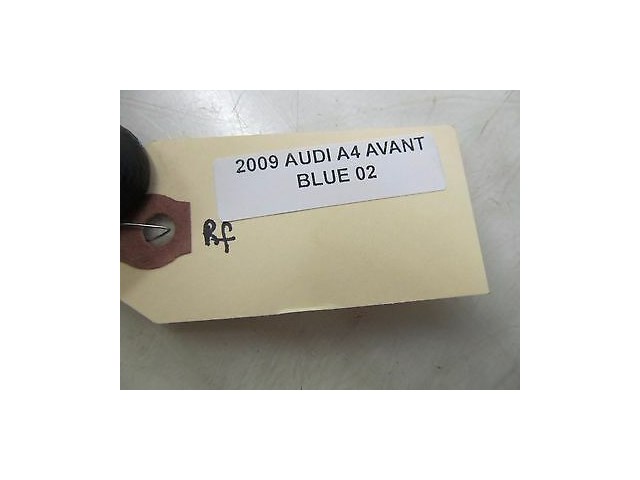 2009 AUDI A4 AVANT
BLUE 02
Rf